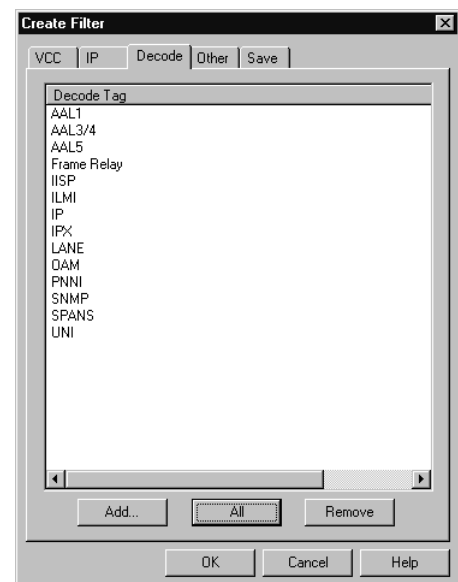 Create Filter
VCC IP Decode Other Save
Decode Tag
AAL1
AAL3/4
AAL5
Frame Relay
IISP
ILMI
IP
IPX
LANE
OAM
PNNI
SNMP
SPANS
UNI
Add... All Remove
OK Cancel Help